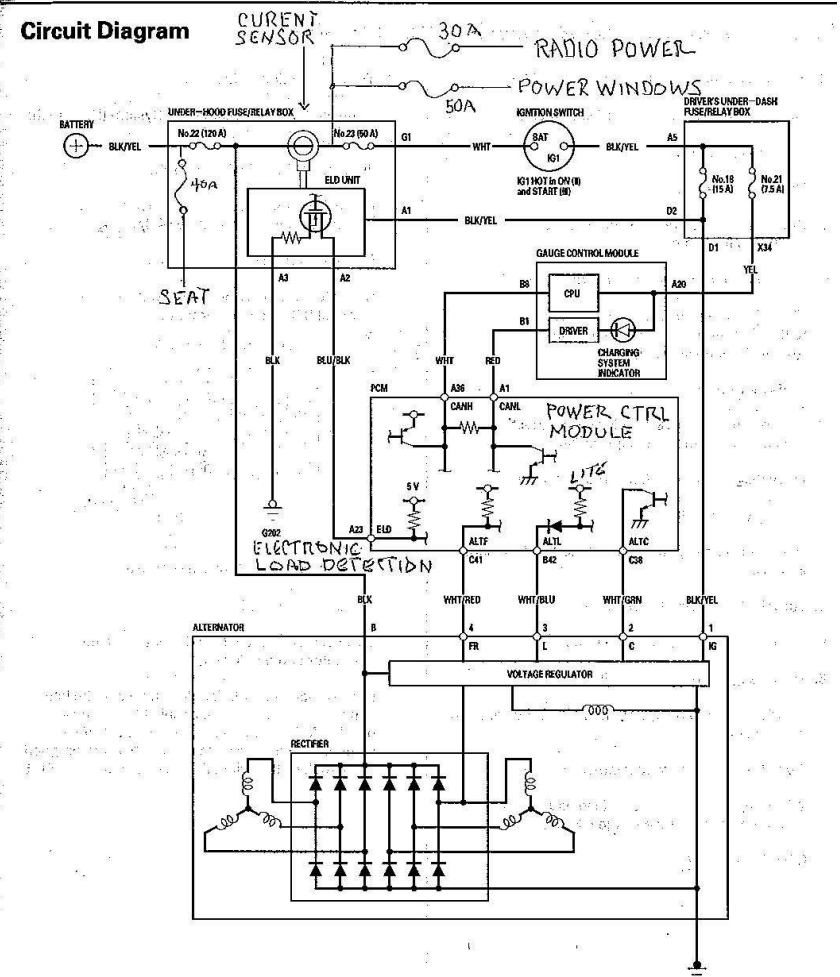 Circuit Diagram
CURENT
SENSOR
30A
RADIO POWER
POWER WINDOWS
50A
UNDER-HOOD FUSE/RELAY BOX
IGNITION SWITCH
DRIVER'S UNDER-DASH
FUSE/RELAY BOX
BATTERY
No.22 (120 A)
No.23 (50 A)
G1
BAT
A5
BLK/YEL
WHT
BLK/YEL
IG1
40A
ELD UNIT
IG1 HOT in ON (II)
and START (III)
No.18
(15 A)
No.21
(7.5 A)
A1
BLK/YEL
D2
D1
X34
A3
A2
GAUGE CONTROL MODULE
YEL
SEAT
B8
CPU
A20
B1
DRIVER
BLK
BLU/BLK
WHT
RED
CHARGING
SYSTEM
INDICATOR
PCM
A36
A1
CANH
CANL
POWER CTRL
MODULE
LITE
5 V
G202
A23
ELD
ALTF
ALTL
ALTC
ELECTRONIC
LOAD DETECTION
C41
B42
C38
BLK
WHT/RED
WHT/BLU
WHT/GRN
BLK/YEL
ALTERNATOR
B
4
3
2
1
FR
L
C
IG
VOLTAGE REGULATOR
RECTIFIER